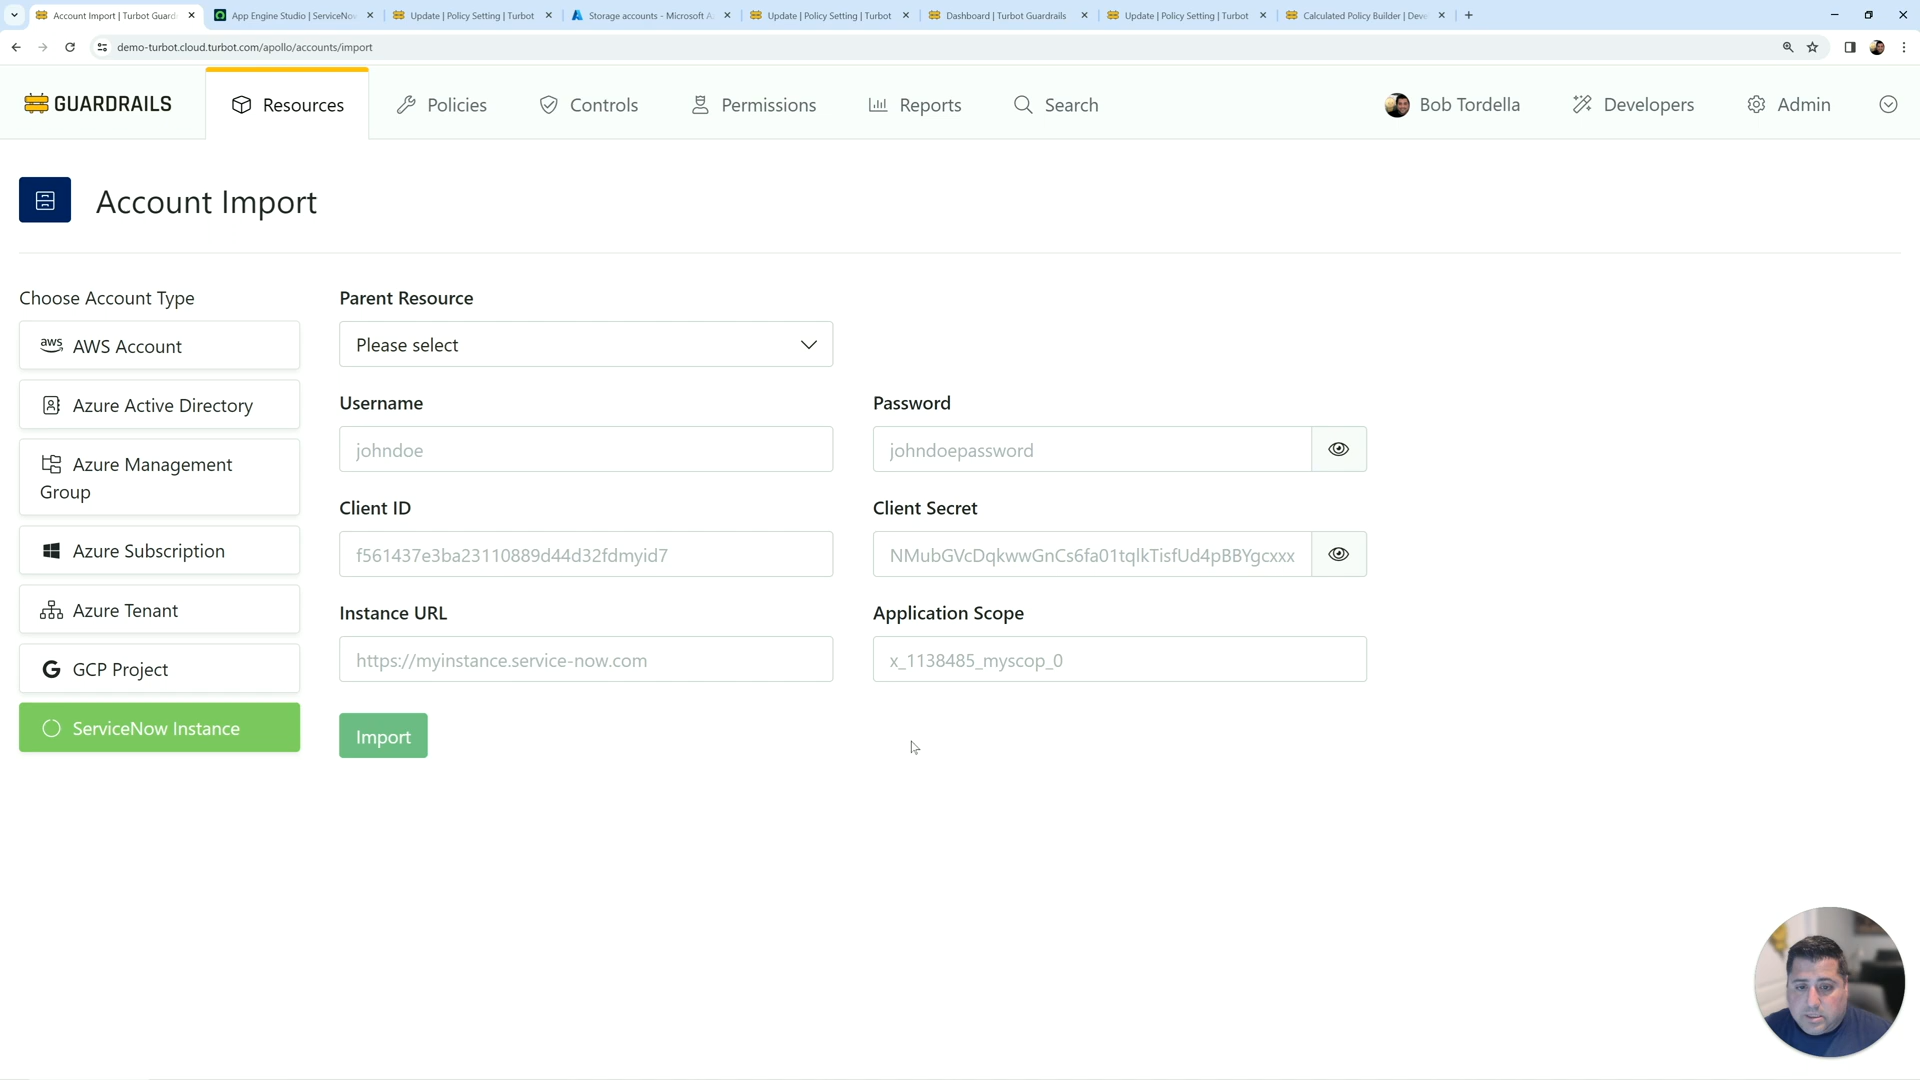 Account Import | Turbot Guard
App Engine Studio | ServiceNo
Update | Policy Setting | Turbot
Storage accounts - Microsoft A
Update | Policy Setting | Turbot
Dashboard | Turbot Guardrails
Update | Policy Setting | Turbot
Calculated Policy Builder | Deve
demo-turbot.cloud.turbot.com/apollo/accounts/import
GUARDRAILS
Resources
Policies
Controls
Permissions
Reports
Search
Bob Tordella
Developers
Admin
Account Import
Choose Account Type
aws AWS Account
Azure Active Directory
Azure Management
Group
Azure Subscription
Azure Tenant
GCP Project
ServiceNow Instance
Parent Resource
Please select
Username
johndoe
Password
johndoepassword
Client ID
f561437e3ba23110889d44d32fdmyid7
Client Secret
NMubGVcDqkwwGnCs6fa01tqlkTisfUd4pBBYgcxxx
Instance URL
https://myinstance.service-now.com
Application Scope
x_1138485_myscop_0
Import